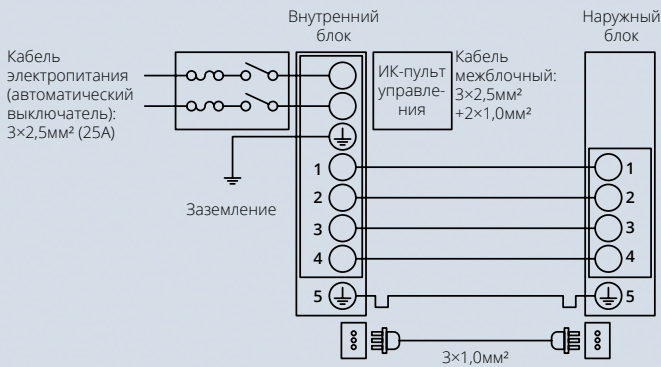 Внутренний
блок
Наружный
блок
Кабель
электропитания
(автоматический
выключатель):
3×2,5мм² (25А)
ИК-пульт
управле-
ния
Кабель
межблочный:
3×2,5мм²
+2×1,0мм²
Заземление
1
1
2
2
3
3
4
4
5
5
3×1,0мм²